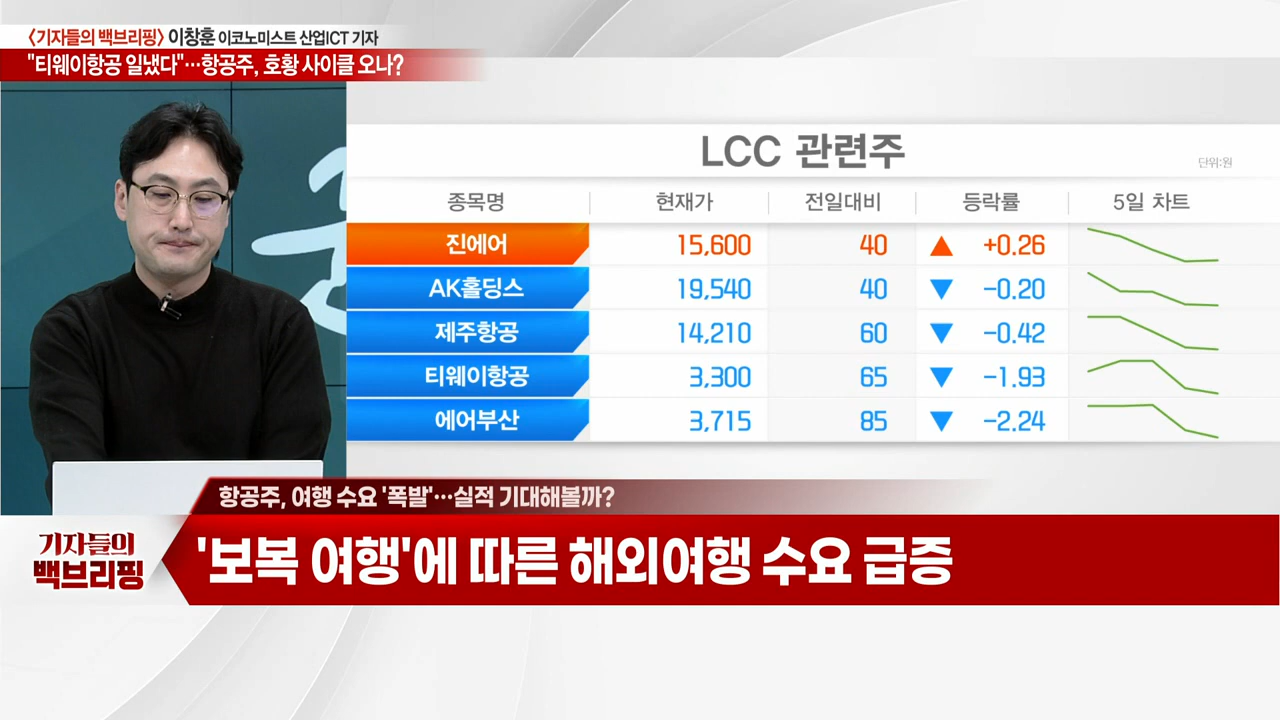 <기자들의 백브리핑> 이창훈 이코노미스트 산업ICT 기자
"티웨이항공 일냈다"…항공주, 호황 사이클 오나?
LCC 관련주
단위:원
종목명 현재가 전일대비 등락률 5일 차트
진에어 15,600 40 ▲ +0.26
AK홀딩스 19,540 40 ▼ -0.20
제주항공 14,210 60 ▼ -0.42
티웨이항공 3,300 65 ▼ -1.93
에어부산 3,715 85 ▼ -2.24
항공주, 여행 수요 '폭발'…실적 기대해볼까?
기자들의
백브리핑
'보복 여행'에 따른 해외여행 수요 급증